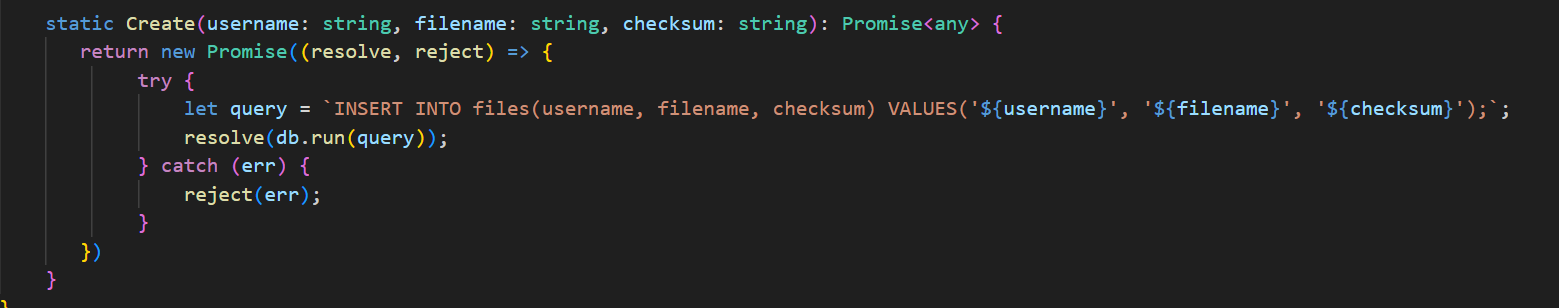 static Create(username: string, filename: string, checksum: string): Promise<any> {
return new Promise((resolve, reject) => {
try {
let query = `INSERT INTO files(username, filename, checksum) VALUES('${username}', '${filename}', '${checksum}');`;
resolve(db.run(query));
} catch (err) {
reject(err);
}
})
}
}